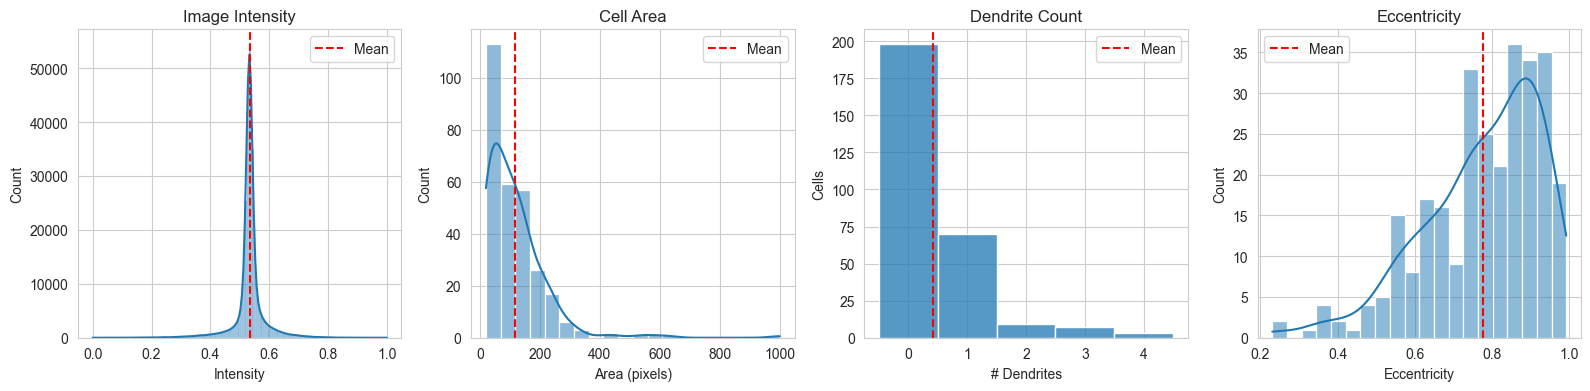 Image Intensity
Mean
50000
40000
30000
20000
10000
0
Count
0.0 0.2 0.4 0.6 0.8 1.0
Intensity
Cell Area
Mean
100
80
60
40
20
0
Count
0 200 400 600 800 1000
Area (pixels)
Dendrite Count
Mean
200
175
150
125
100
75
50
25
0
Cells
0 1 2 3 4
# Dendrites
Eccentricity
Mean
35
30
25
20
15
10
5
0
Count
0.2 0.4 0.6 0.8 1.0
Eccentricity